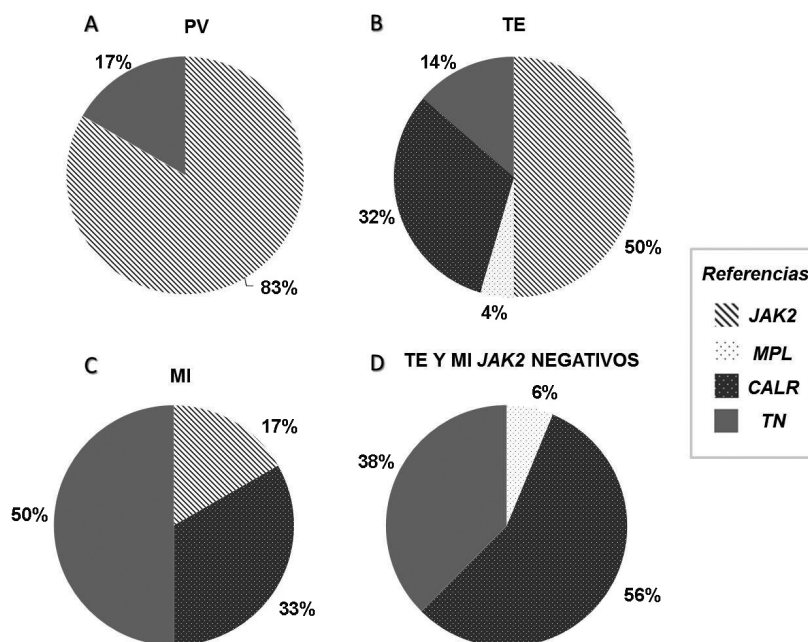 A
PV
17%
83%
B
TE
14%
32%
4%
50%
Referencias
JAK2
MPL
CALR
TN
C
MI
17%
50%
33%
D
TE Y MI JAK2 NEGATIVOS
6%
38%
56%